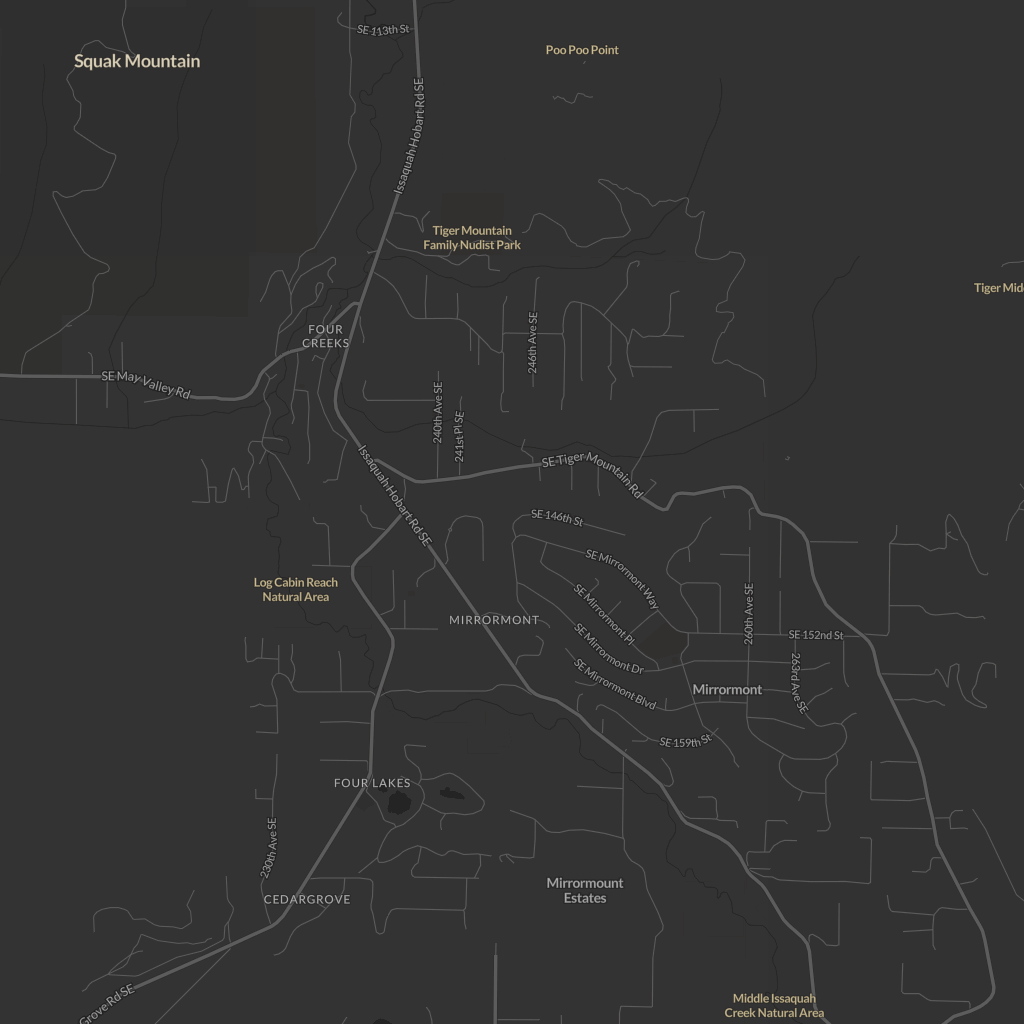 SE 113th St
Poo Poo Point
Squak Mountain
Issaquah Hobart Rd SE
Tiger Mountain
Family Nudist Park
Tiger Mid
FOUR
CREEKS
246th Ave SE
SE May Valley Rd
240th Ave SE
241st Pl SE
Issaquah Hobart Rd SE
SE Tiger Mountain Rd
SE 146th St
SE Mirrormont Way
Log Cabin Reach
Natural Area
SE Mirrormont Pl
260th Ave SE
MIRRORMONT
SE 152nd St
SE Mirrormont Dr
263rd Ave SE
SE Mirrormont Blvd
Mirrormont
SE 159th St
FOUR LAKES
230th Ave SE
Mirrormount
Estates
CEDARGROVE
Grove Rd SE
Middle Issaquah
Creek Natural Area